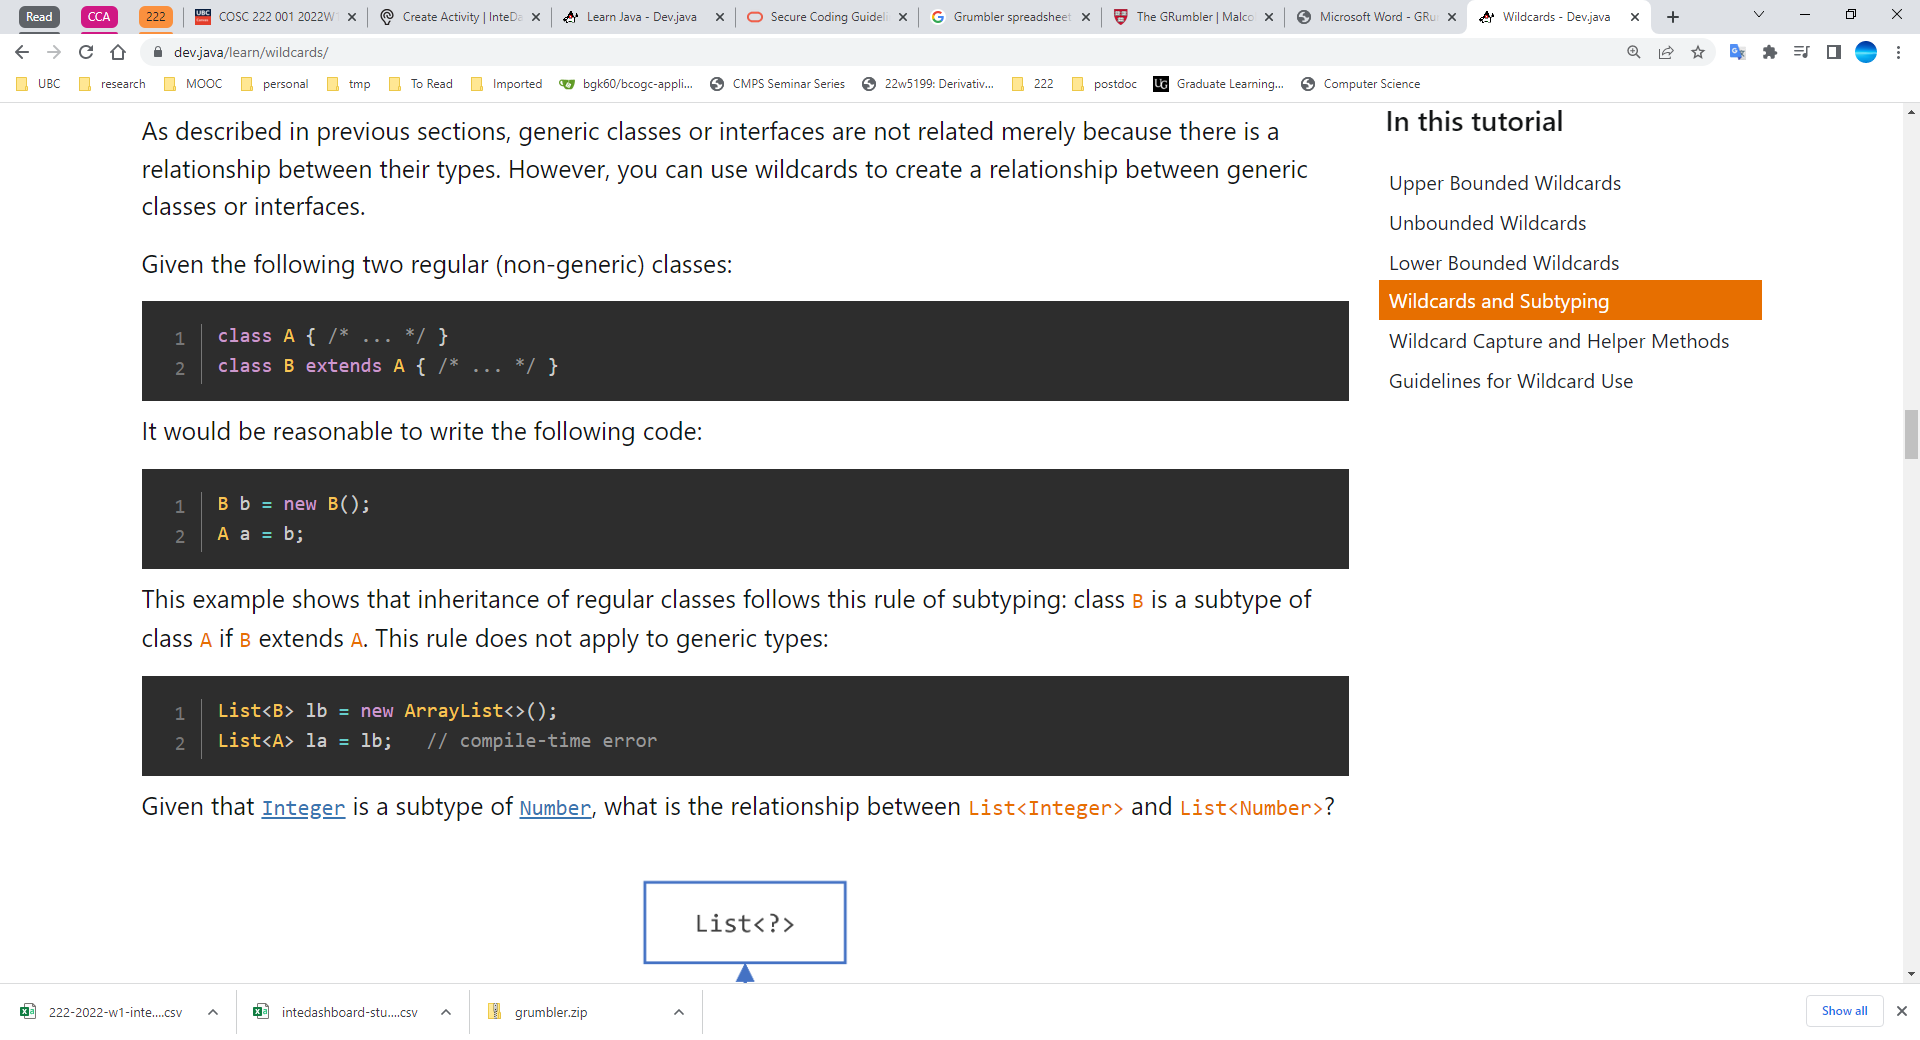 Read
CCA
222
COSC 222 001 2022W
Create Activity | InteDa
Learn Java - Dev.java
Secure Coding Guideli
Grumbler spreadsheet
The GRumbler | Malco
Microsoft Word - GRu
Wildcards - Dev.java
dev.java/learn/wildcards/
UBC
research
MOOC
personal
tmp
To Read
Imported
bgk60/bcogc-appli...
CMPS Seminar Series
22w5199: Derivativ...
222
postdoc
UG
Graduate Learning...
Computer Science
As described in previous sections, generic classes or interfaces are not related merely because there is a
relationship between their types. However, you can use wildcards to create a relationship between generic
classes or interfaces.
Given the following two regular (non-generic) classes:
1 class A { /* ... */ }
2 class B extends A { /* ... */ }
It would be reasonable to write the following code:
1 B b = new B();
2 A a = b;
This example shows that inheritance of regular classes follows this rule of subtyping: class B is a subtype of
class A if B extends A. This rule does not apply to generic types:
1 List<B> lb = new ArrayList<>();
2 List<A> la = lb;   // compile-time error
Given that Integer is a subtype of Number, what is the relationship between List<Integer> and List<Number>?
List<?>
In this tutorial
Upper Bounded Wildcards
Unbounded Wildcards
Lower Bounded Wildcards
Wildcards and Subtyping
Wildcard Capture and Helper Methods
Guidelines for Wildcard Use
222-2022-w1-inte....csv
intedashboard-stu....csv
grumbler.zip
Show all